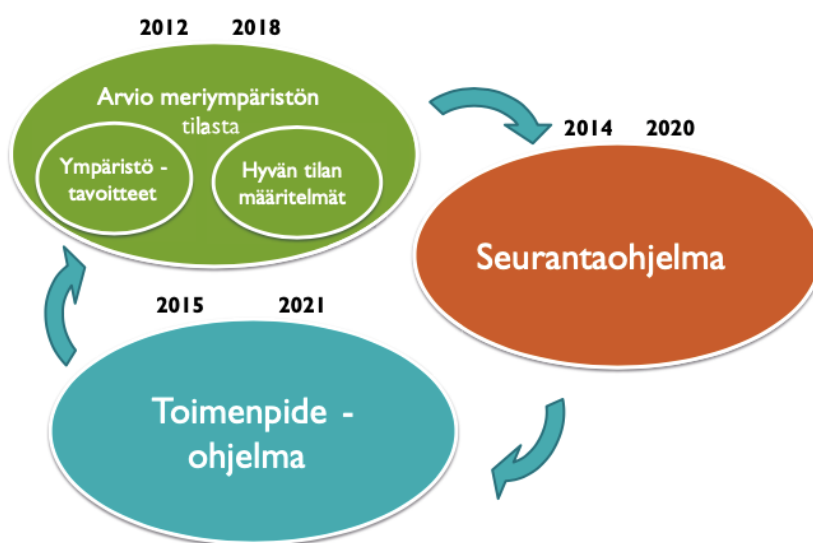 2012 2018
Arvio meriympäristön
tilasta
Ympäristö -
tavoitteet
Hyvän tilan
määritelmät
2014 2020
Seurantaohjelma
2015 2021
Toimenpide -
ohjelma